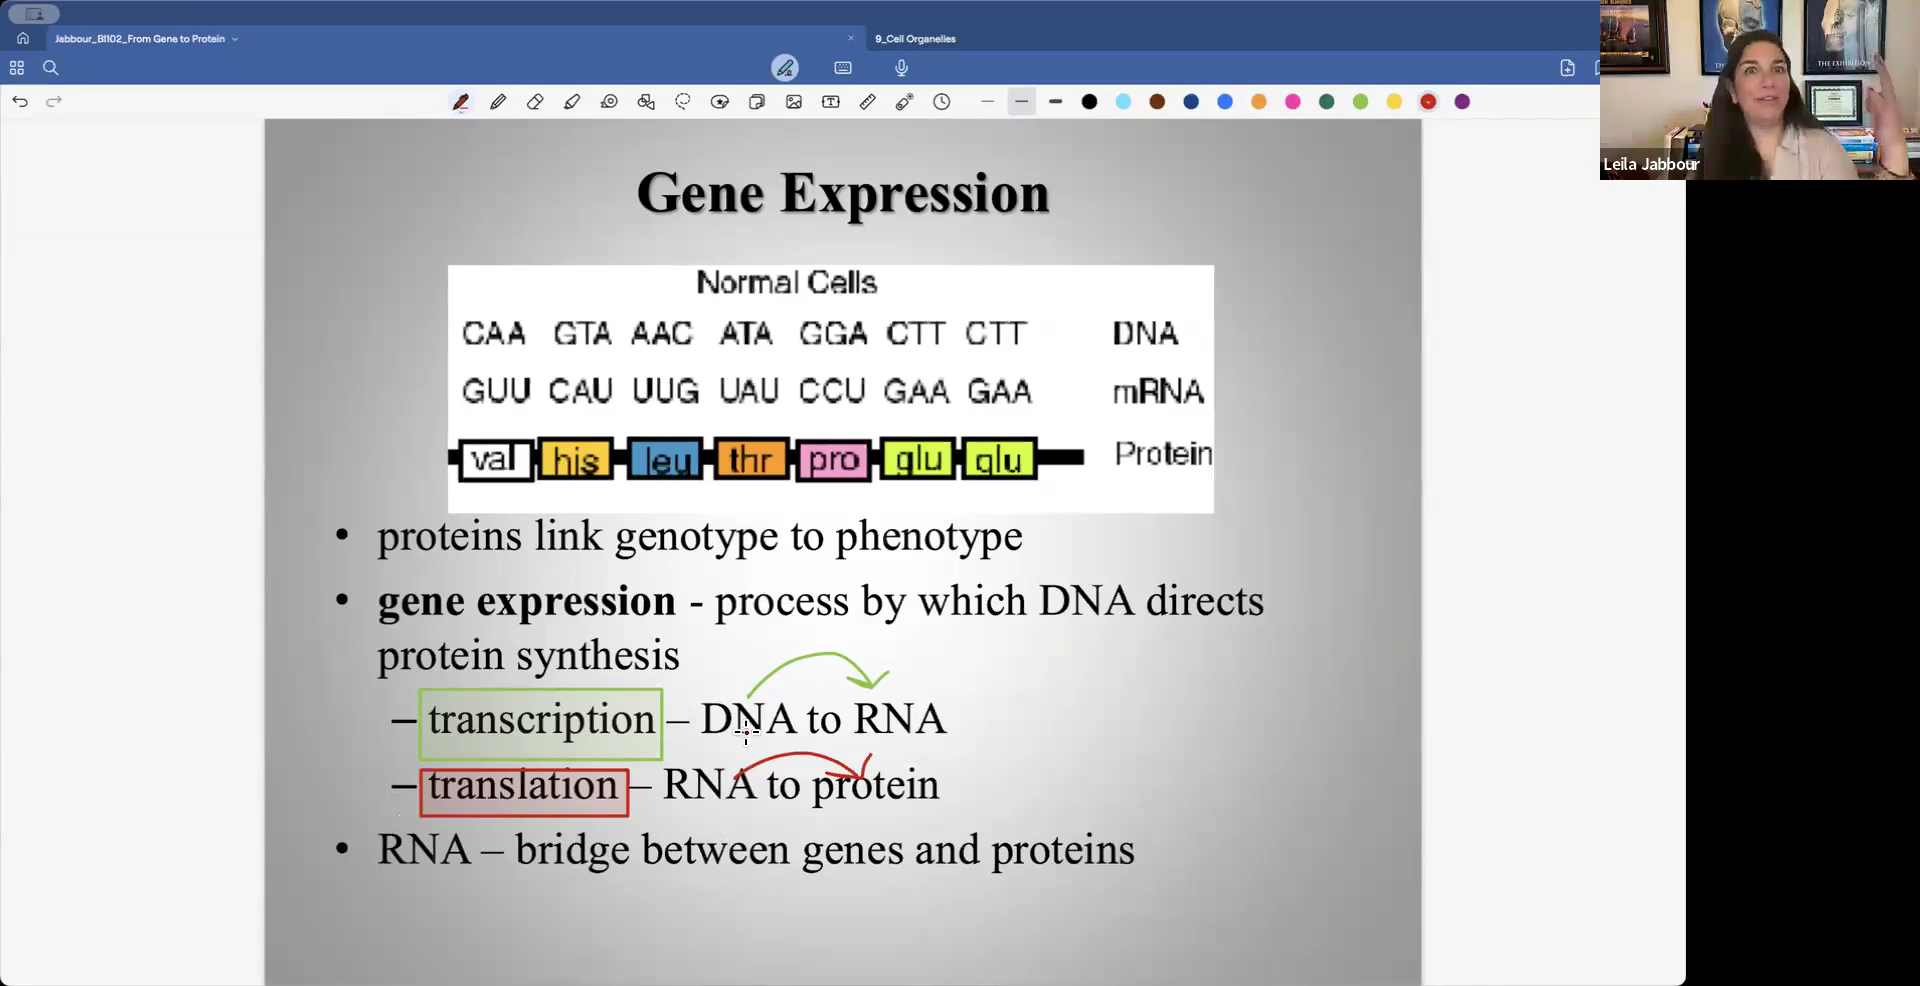 Jabbour_BI102_From Gene to Protein
9_Cell Organelles
THE EXHIBITION
Leila Jabbour
Gene Expression
Normal Cells
CAA GTA AAC ATA GGA CTT CTT DNA
GUU CAU UUG UAU CCU GAA GAA mRNA
val his leu thr pro glu glu Protein
• proteins link genotype to phenotype
• gene expression - process by which DNA directs
protein synthesis
– transcription – DNA to RNA
– translation – RNA to protein
• RNA – bridge between genes and proteins